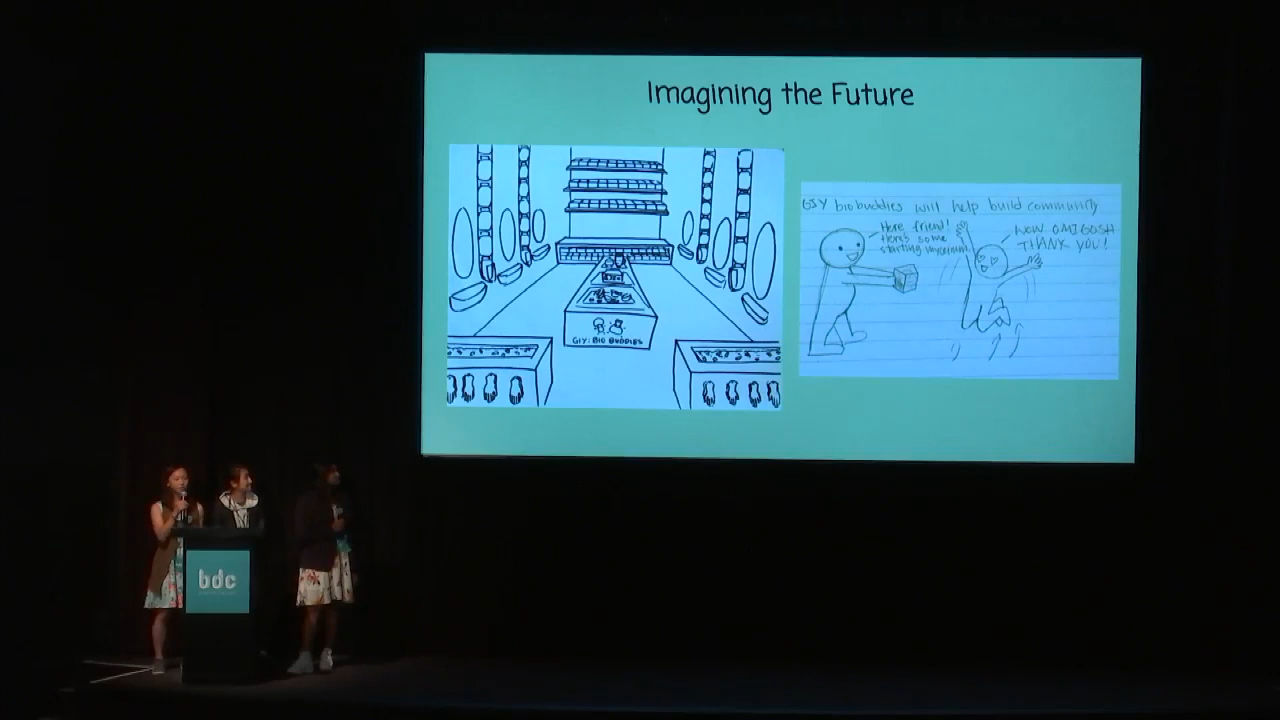 Imagining the Future
GIY: BIO BUDDIES
GIY biobuddies will help build community
Here, friend!
Here's some
starting mycelium.
WOW OMIGOSH
THANK YOU!
bdc